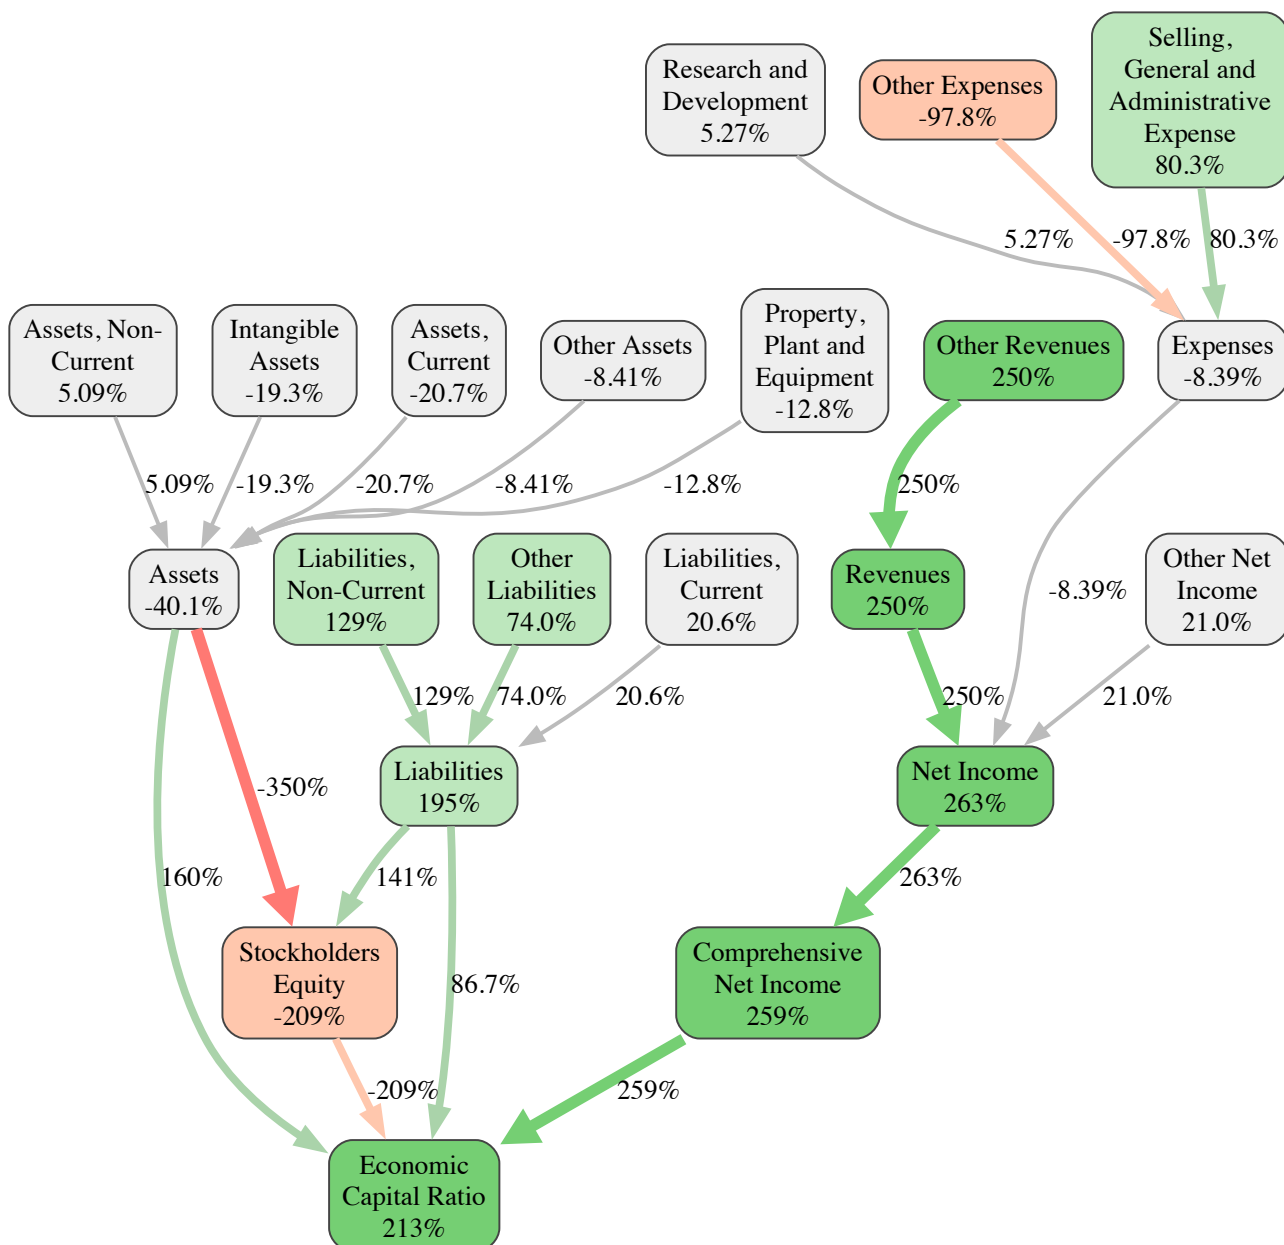 Selling,
General and
Administrative
Expense
80.3%
Research and
Development
5.27%
Other Expenses
-97.8%
5.27%
-97.8%
80.3%
Assets, Non-
Current
5.09%
Intangible
Assets
-19.3%
Assets,
Current
-20.7%
Other Assets
-8.41%
Property,
Plant and
Equipment
-12.8%
Other Revenues
250%
Expenses
-8.39%
5.09%
-19.3%
-20.7%
-8.41%
-12.8%
250%
Assets
-40.1%
Liabilities,
Non-Current
129%
Other
Liabilities
74.0%
Liabilities,
Current
20.6%
Revenues
250%
-8.39%
Other Net
Income
21.0%
129%
74.0%
20.6%
250%
21.0%
-350%
Liabilities
195%
Net Income
263%
160%
141%
263%
Stockholders
Equity
-209%
86.7%
Comprehensive
Net Income
259%
-209%
259%
Economic
Capital Ratio
213%